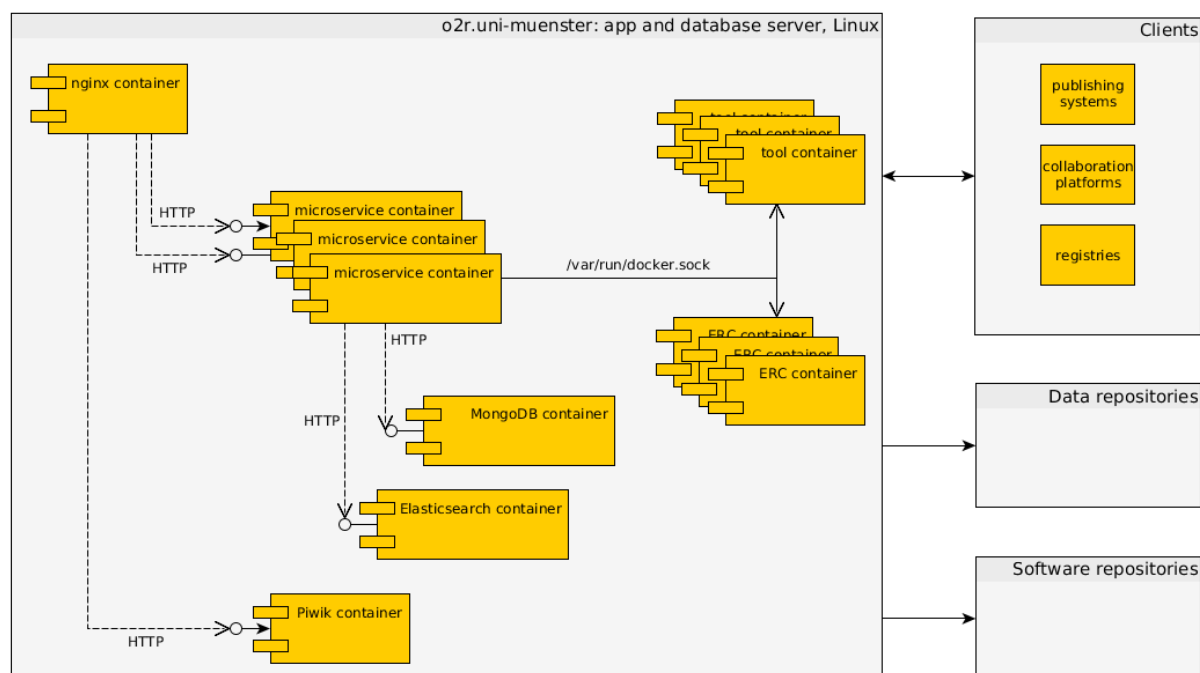 o2r.uni-muenster: app and database server, Linux
Clients
nginx container
publishing
systems
tool container
tool container
tool container
collaboration
platforms
HTTP
microservice container
HTTP
microservice container
microservice container
/var/run/docker.sock
registries
HTTP
ERC container
ERC container
ERC container
HTTP
MongoDB container
Data repositories
Elasticsearch container
Software repositories
HTTP
Piwik container